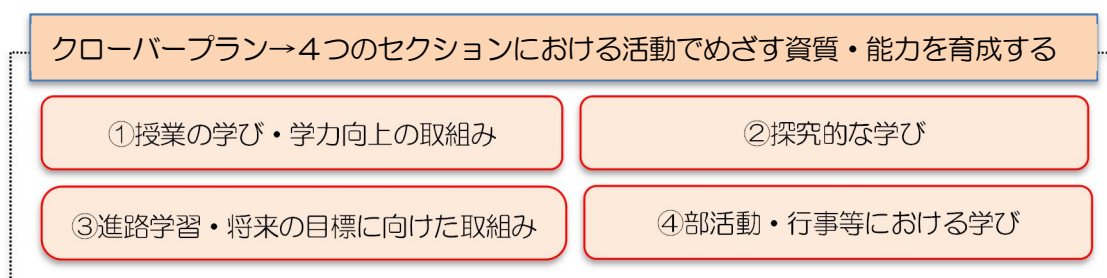 クローバープラン→４つのセクションにおける活動でめざす資質・能力を育成する
①授業の学び・学力向上の取組み
②探究的な学び
③進路学習・将来の目標に向けた取組み
④部活動・行事等における学び